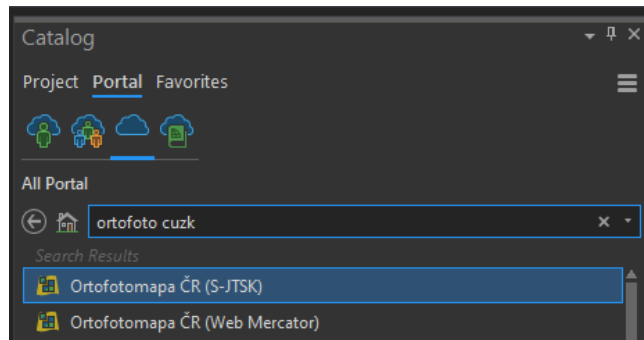 Catalog
Project Portal Favorites
All Portal
ortofoto cuzk
Search Results
Ortofotomapa ČR (S-JTSK)
Ortofotomapa ČR (Web Mercator)